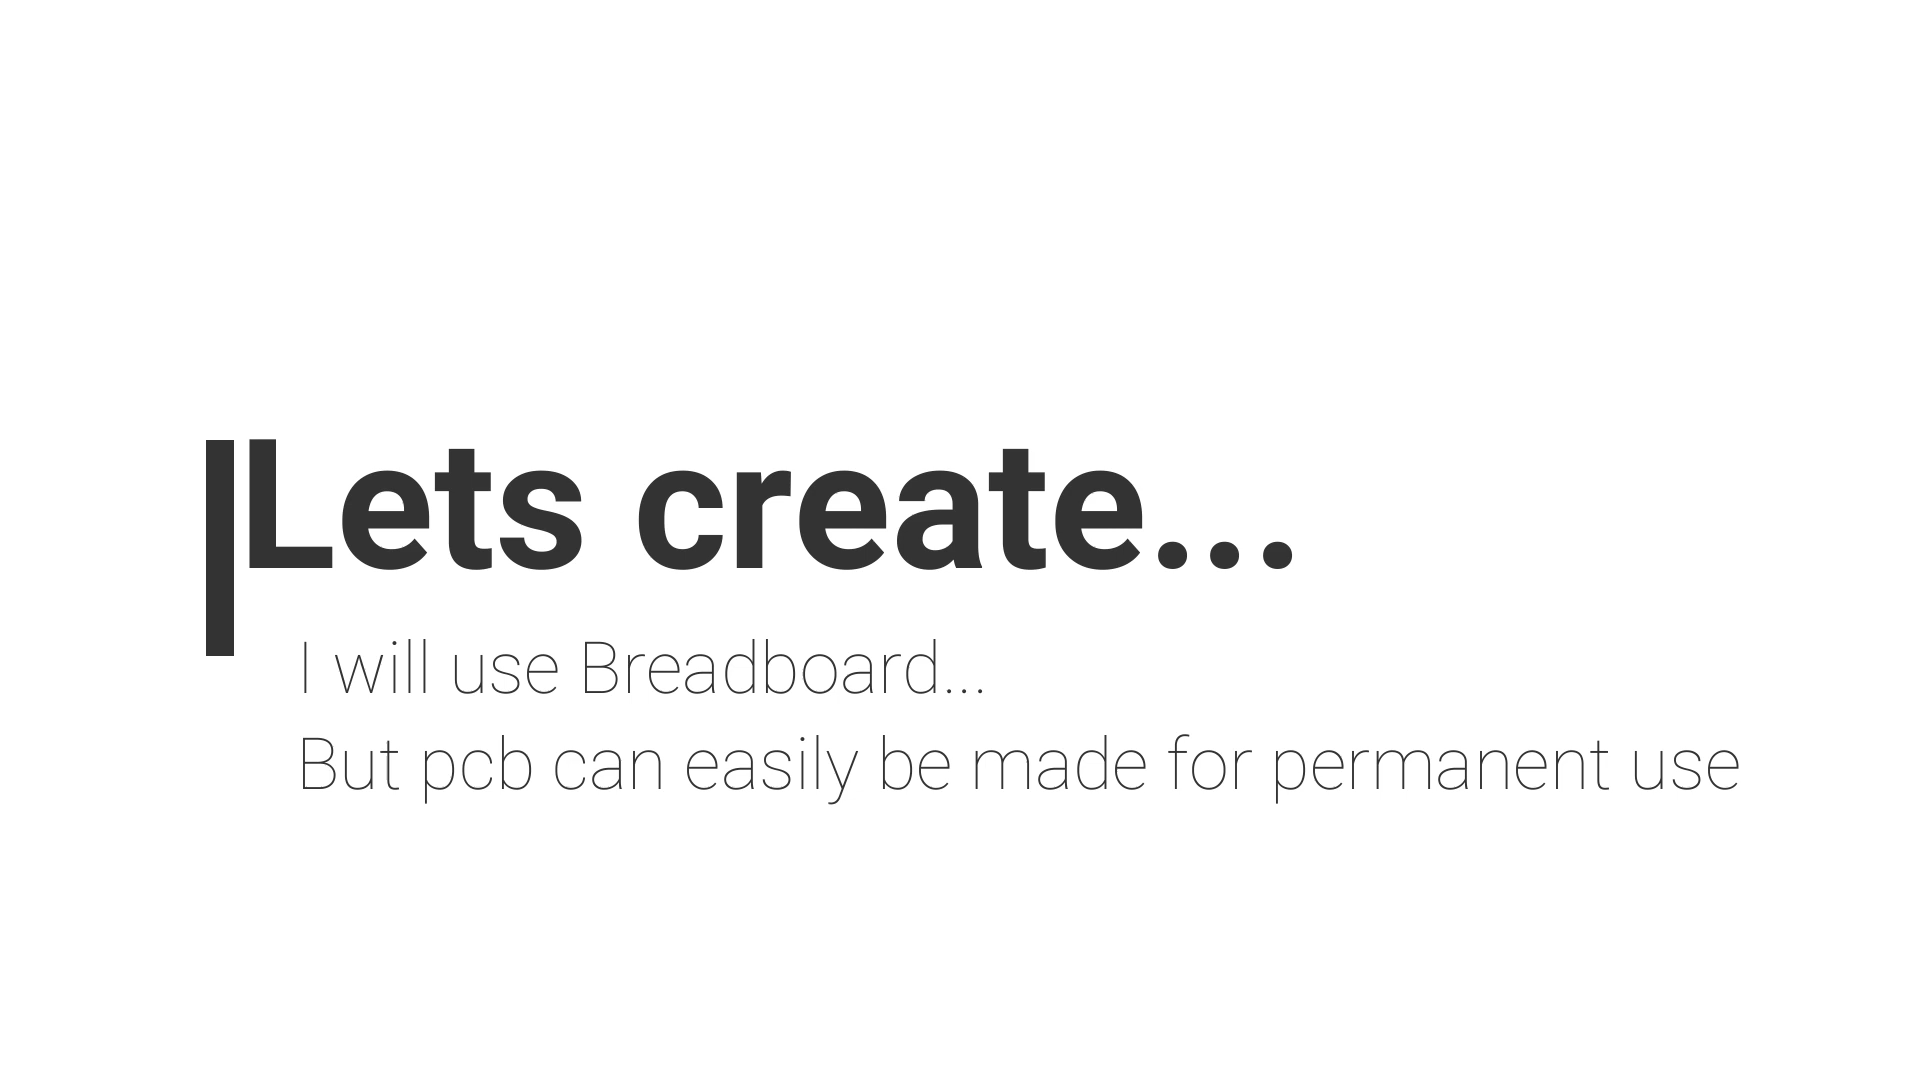 Lets create...
I will use Breadboard...
But pcb can easily be made for permanent use